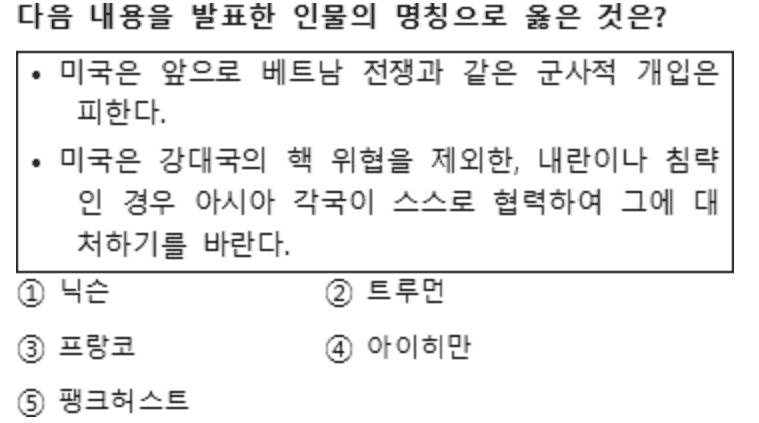 다음 내용을 발표한 인물의 명칭으로 옳은 것은?
• 미국은 앞으로 베트남 전쟁과 같은 군사적 개입은
피한다.
• 미국은 강대국의 핵 위협을 제외한, 내란이나 침략
인 경우 아시아 각국이 스스로 협력하여 그에 대
처하기를 바란다.
① 닉슨 ② 트루먼
③ 프랑코 ④ 아이히만
⑤ 팽크허스트